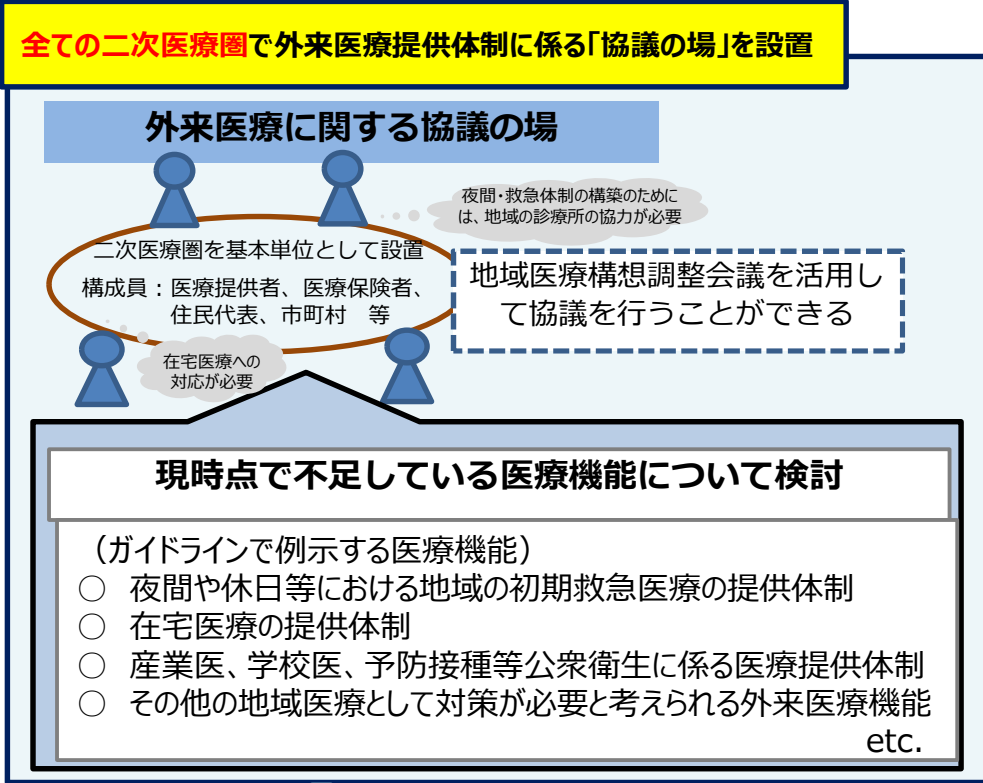 全ての二次医療圏で外来医療提供体制に係る「協議の場」を設置
外来医療に関する協議の場
夜間・救急体制の構築のために
は、地域の診療所の協力が必要
二次医療圏を基本単位として設置
構成員：医療提供者、医療保険者、
住民代表、市町村　等
地域医療構想調整会議を活用し
て協議を行うことができる
在宅医療への
対応が必要
現時点で不足している医療機能について検討
（ガイドラインで例示する医療機能）
○　夜間や休日等における地域の初期救急医療の提供体制
○　在宅医療の提供体制
○　産業医、学校医、予防接種等公衆衛生に係る医療提供体制
○　その他の地域医療として対策が必要と考えられる外来医療機能
etc.